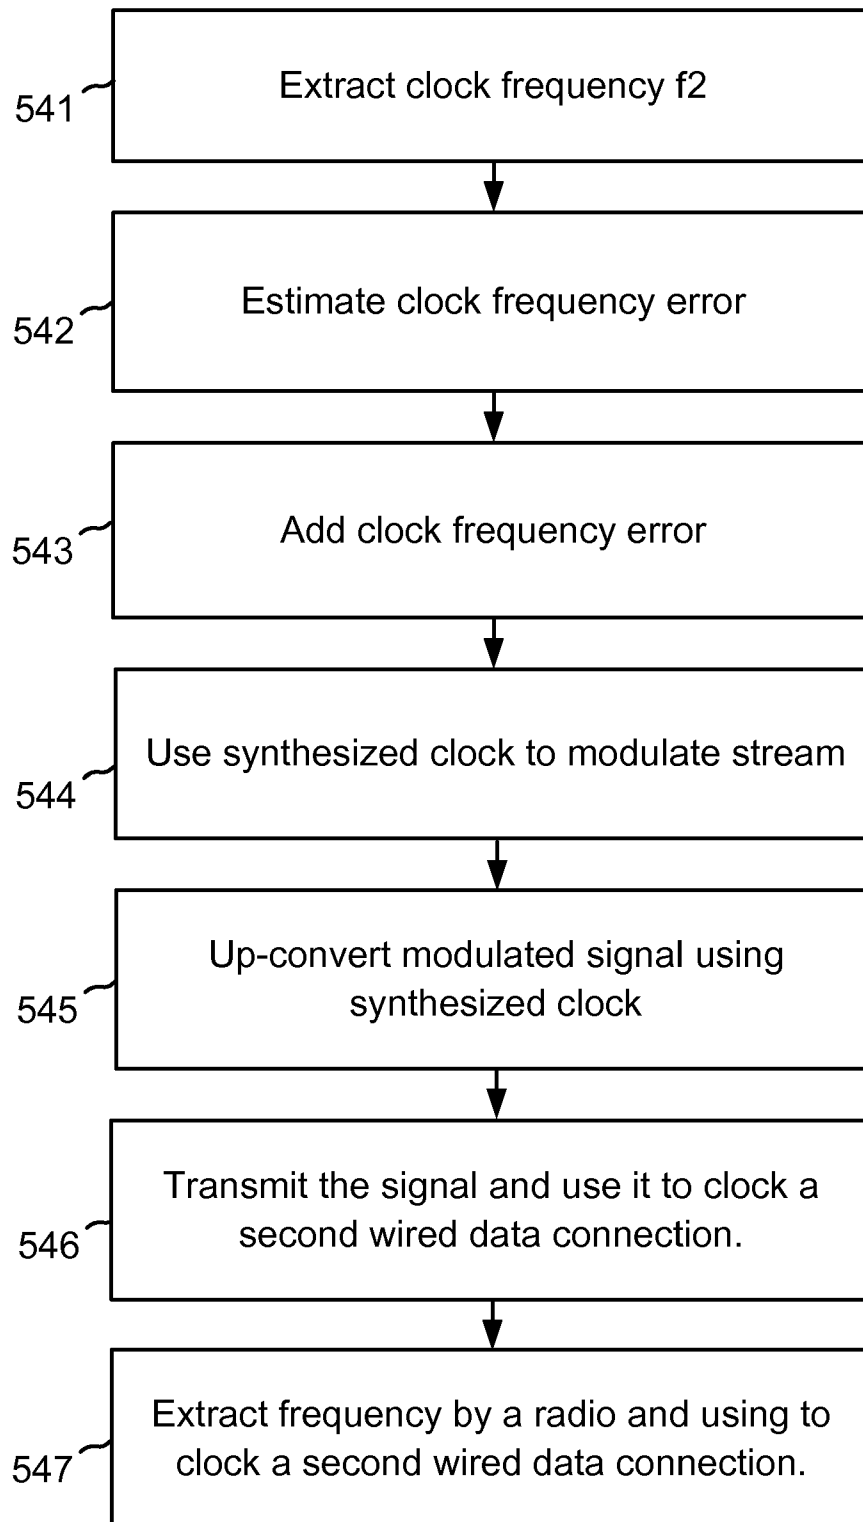 541
Extract clock frequency f2
542
Estimate clock frequency error
543
Add clock frequency error
544
Use synthesized clock to modulate stream
545
Up-convert modulated signal using
synthesized clock
546
Transmit the signal and use it to clock a
second wired data connection.
547
Extract frequency by a radio and using to
clock a second wired data connection.